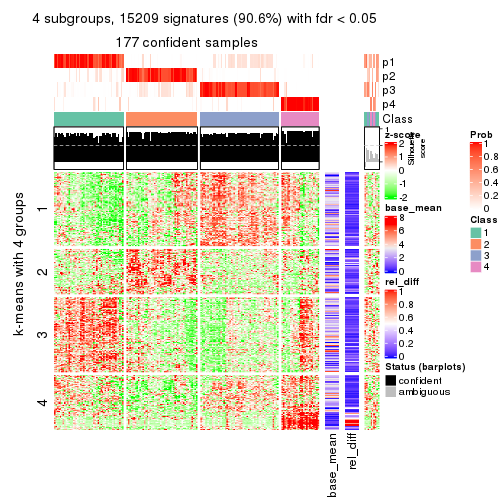 4 subgroups, 15209 signatures (90.6%) with fdr < 0.05
177 confident samples
p1
p2
p3
p4
Class
1
Silhouette
score
k-means with 4 groups
1
2
3
4
base_mean
rel_diff
z-score
2
1
0
-1
-2
base_mean
8
6
4
2
0
rel_diff
1
0.8
0.6
0.4
0.2
0
Status (barplots)
confident
ambiguous
Prob
1
0.8
0.6
0.4
0.2
0
Class
1
2
3
4